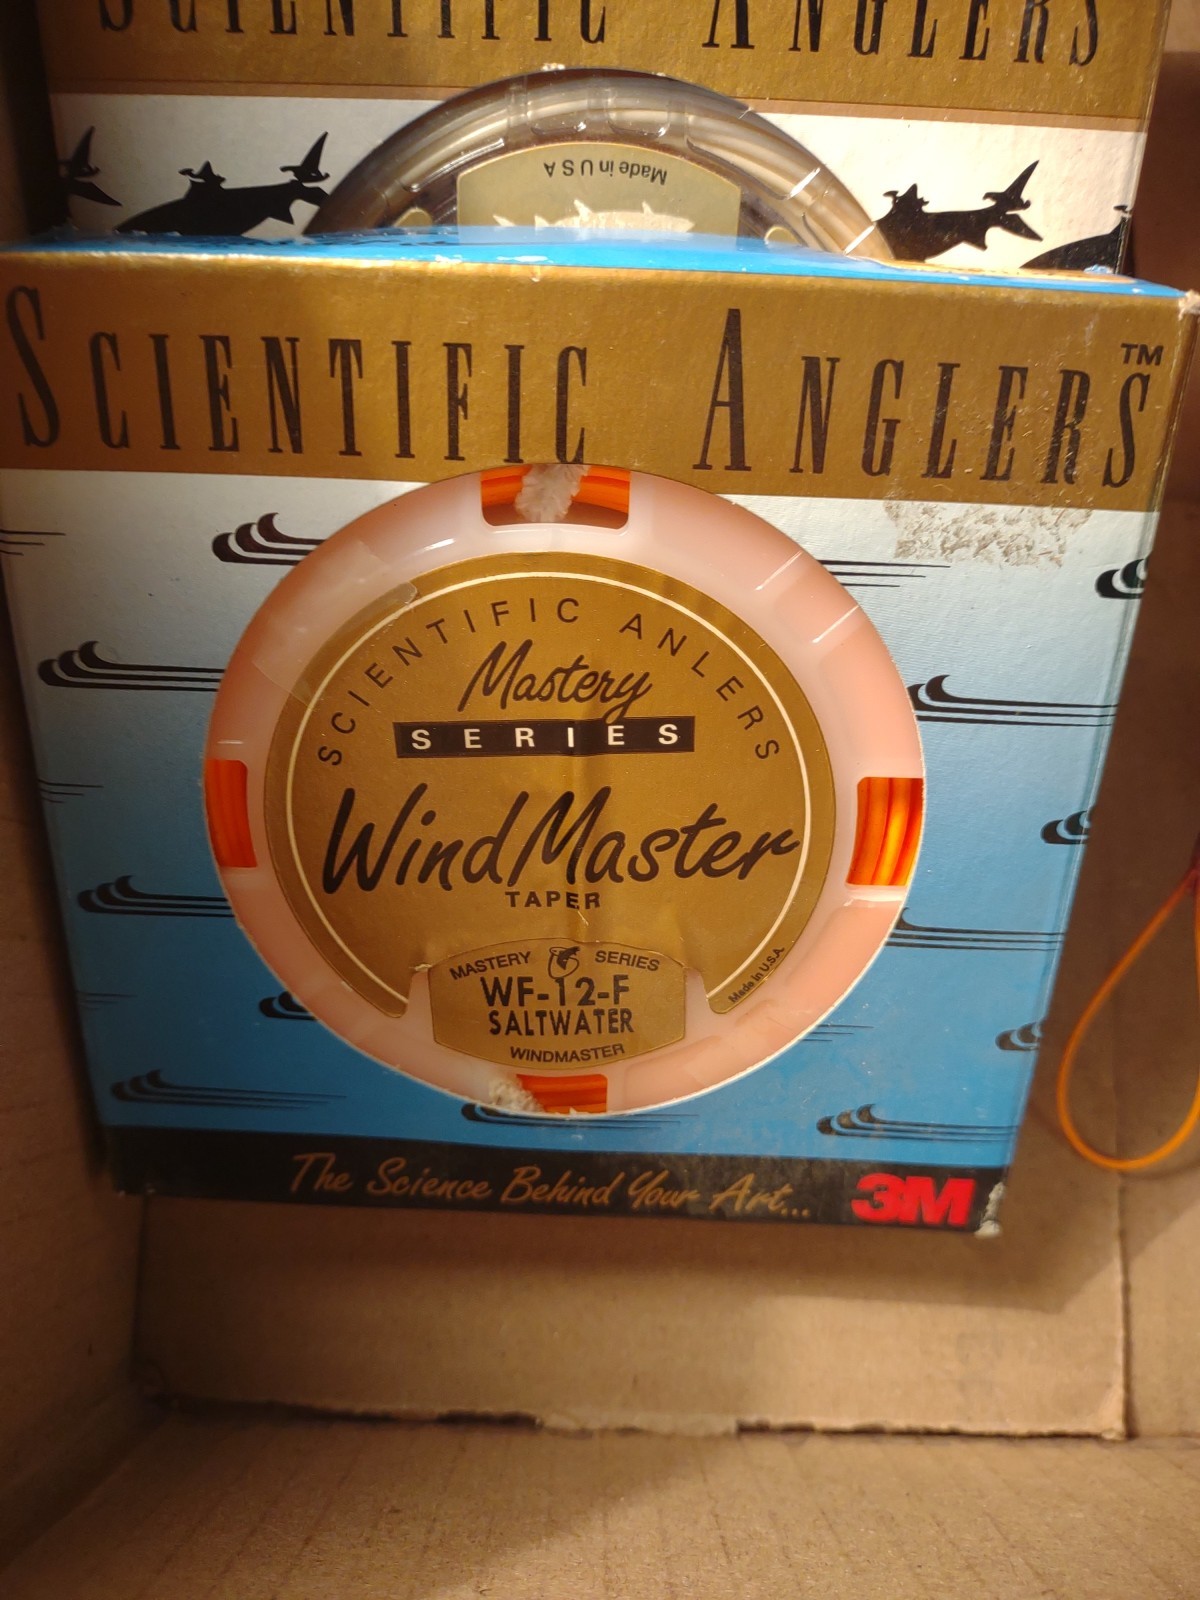 SCIENTIFIC ANGLERS
Made in U S A
SCIENTIFIC ANGLERS™
SCIENTIFIC ANLERS
Mastery
SERIES
WindMaster
TAPER
MASTERY SERIES
WF-12-F
SALTWATER
WINDMASTER
Made in U.S.A.
The Science Behind Your Art...
3M